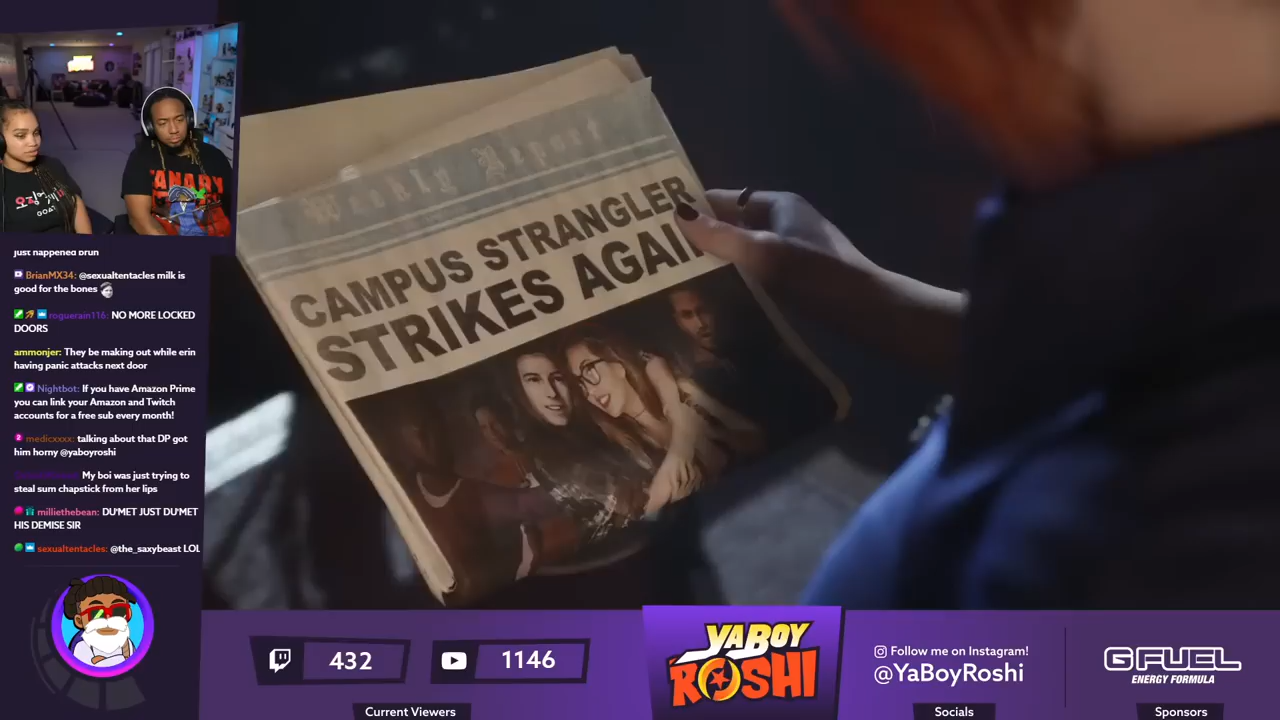 Weekly Report
CAMPUS STRANGLER
STRIKES AGAI
ANARY
GOAT
just happened bruh
BrianMX34: @sexualtentacles milk is
good for the bones
roguerain116: NO MORE LOCKED
DOORS
ammonjer: They be making out while erin
having panic attacks next door
Nightbot: If you have Amazon Prime
you can link your Amazon and Twitch
accounts for a free sub every month!
medicxxxx: talking about that DP got
him horny @yaboyroshi
My boi was just trying to
steal sum chapstick from her lips
milliethebean: DU'MET JUST DU'MET
HIS DEMISE SIR
sexualtentacles: @the_saxybeast LOL
432
1146
Current Viewers
YABOY
ROSHI
Follow me on Instagram!
@YaBoyRoshi
Socials
G FUEL
ENERGY FORMULA
Sponsors